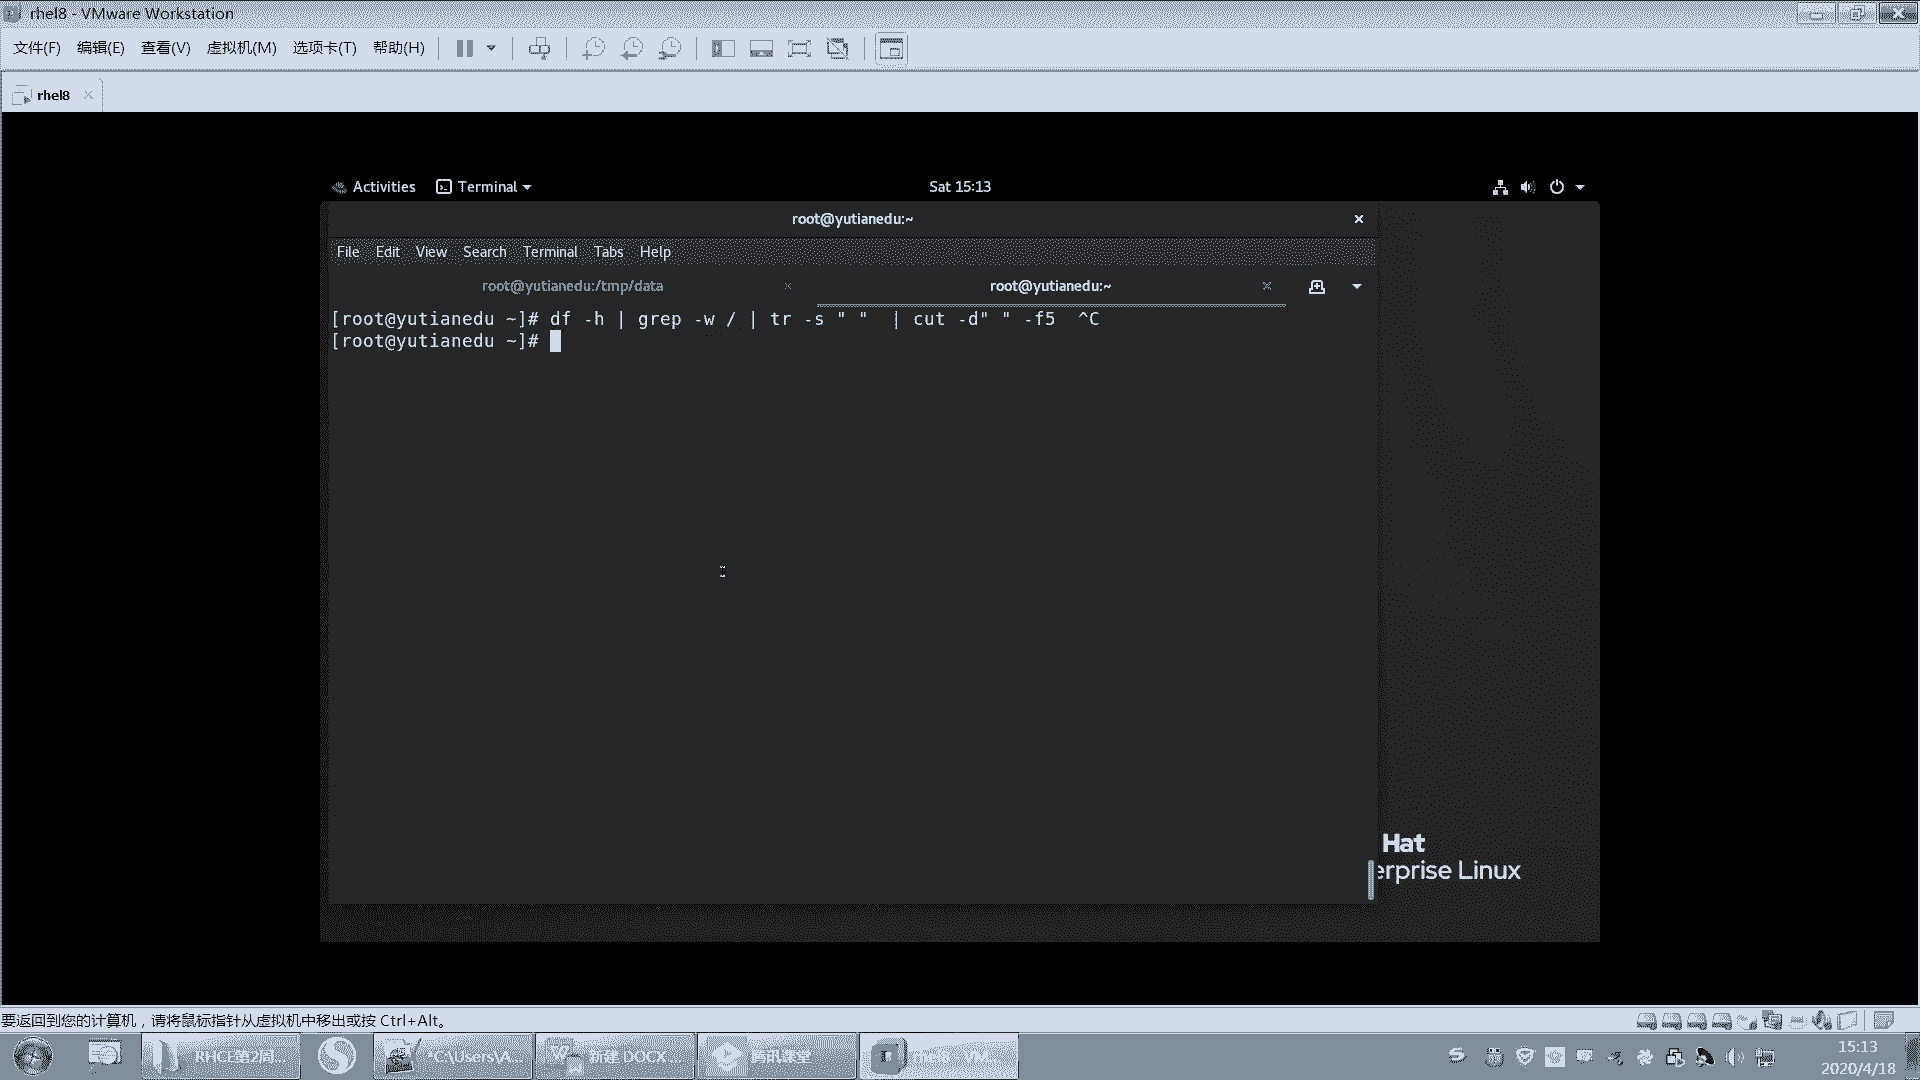 rhel8 - VMware Workstation
文件(F) 编辑(E) 查看(V) 虚拟机(M) 选项卡(T) 帮助(H)
rhel8
Activities Terminal Sat 15:13
root@yutianedu:~
File Edit View Search Terminal Tabs Help
root@yutianedu:/tmp/data root@yutianedu:~
[root@yutianedu ~]# df -h | grep -w / | tr -s " "  | cut -d" " -f5  ^C
[root@yutianedu ~]#
Hat
erprise Linux
要返回到您的计算机，请将鼠标指针从虚拟机中移出或按 Ctrl+Alt。
RHCE第2周... *C:\Users\A... 新建 DOCX ... 腾讯课堂 rhel8 - VM...
15:13
2020/4/18